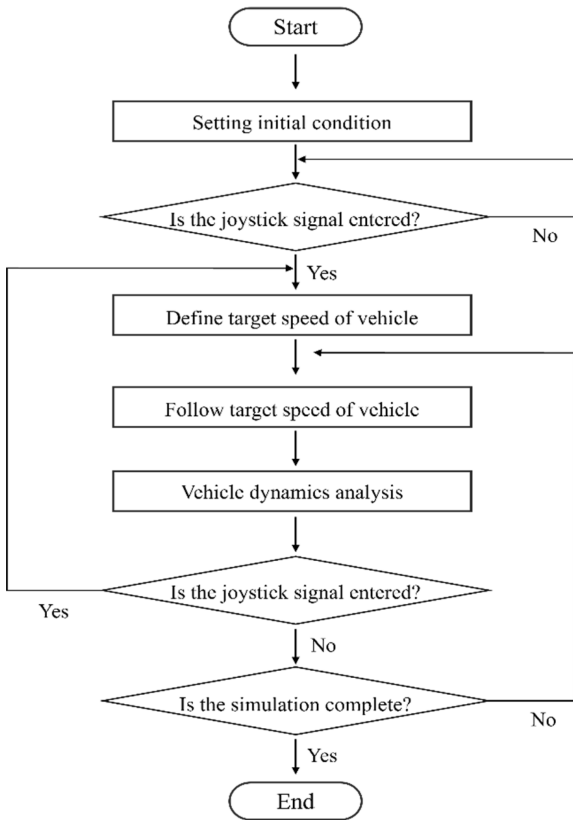 Start
Setting initial condition
Is the joystick signal entered?
No
Yes
Define target speed of vehicle
Follow target speed of vehicle
Vehicle dynamics analysis
Is the joystick signal entered?
Yes
No
Is the simulation complete?
No
Yes
End